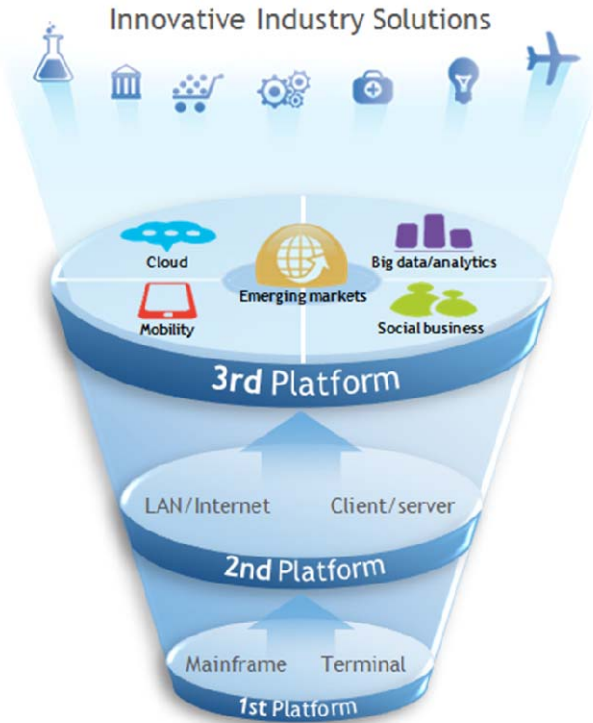 Innovative Industry Solutions
Cloud
Big data/analytics
Emerging markets
Mobility
Social business
3rd Platform
LAN/Internet
Client/server
2nd Platform
Mainframe
Terminal
1st Platform